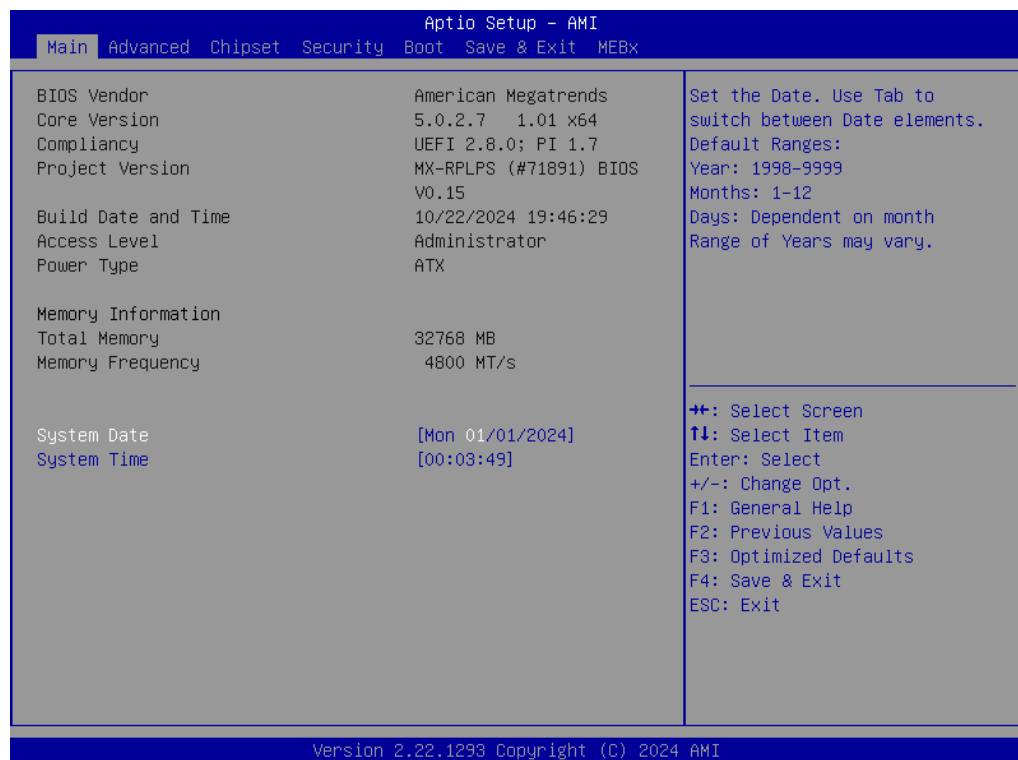 Aptio Setup – AMI
Main Advanced Chipset Security Boot Save & Exit MEBx
BIOS Vendor American Megatrends
Core Version 5.0.2.7 1.01 x64
Compliancy UEFI 2.8.0; PI 1.7
Project Version MX-RPLPS (#71891) BIOS
V0.15
Build Date and Time 10/22/2024 19:46:29
Access Level Administrator
Power Type ATX
Memory Information
Total Memory 32768 MB
Memory Frequency 4800 MT/s
System Date [Mon 01/01/2024]
System Time [00:03:49]
Set the Date. Use Tab to
switch between Date elements.
Default Ranges:
Year: 1998-9999
Months: 1-12
Days: Dependent on month
Range of Years may vary.
→←: Select Screen
↑↓: Select Item
Enter: Select
+/-: Change Opt.
F1: General Help
F2: Previous Values
F3: Optimized Defaults
F4: Save & Exit
ESC: Exit
Version 2.22.1293 Copyright (C) 2024 AMI